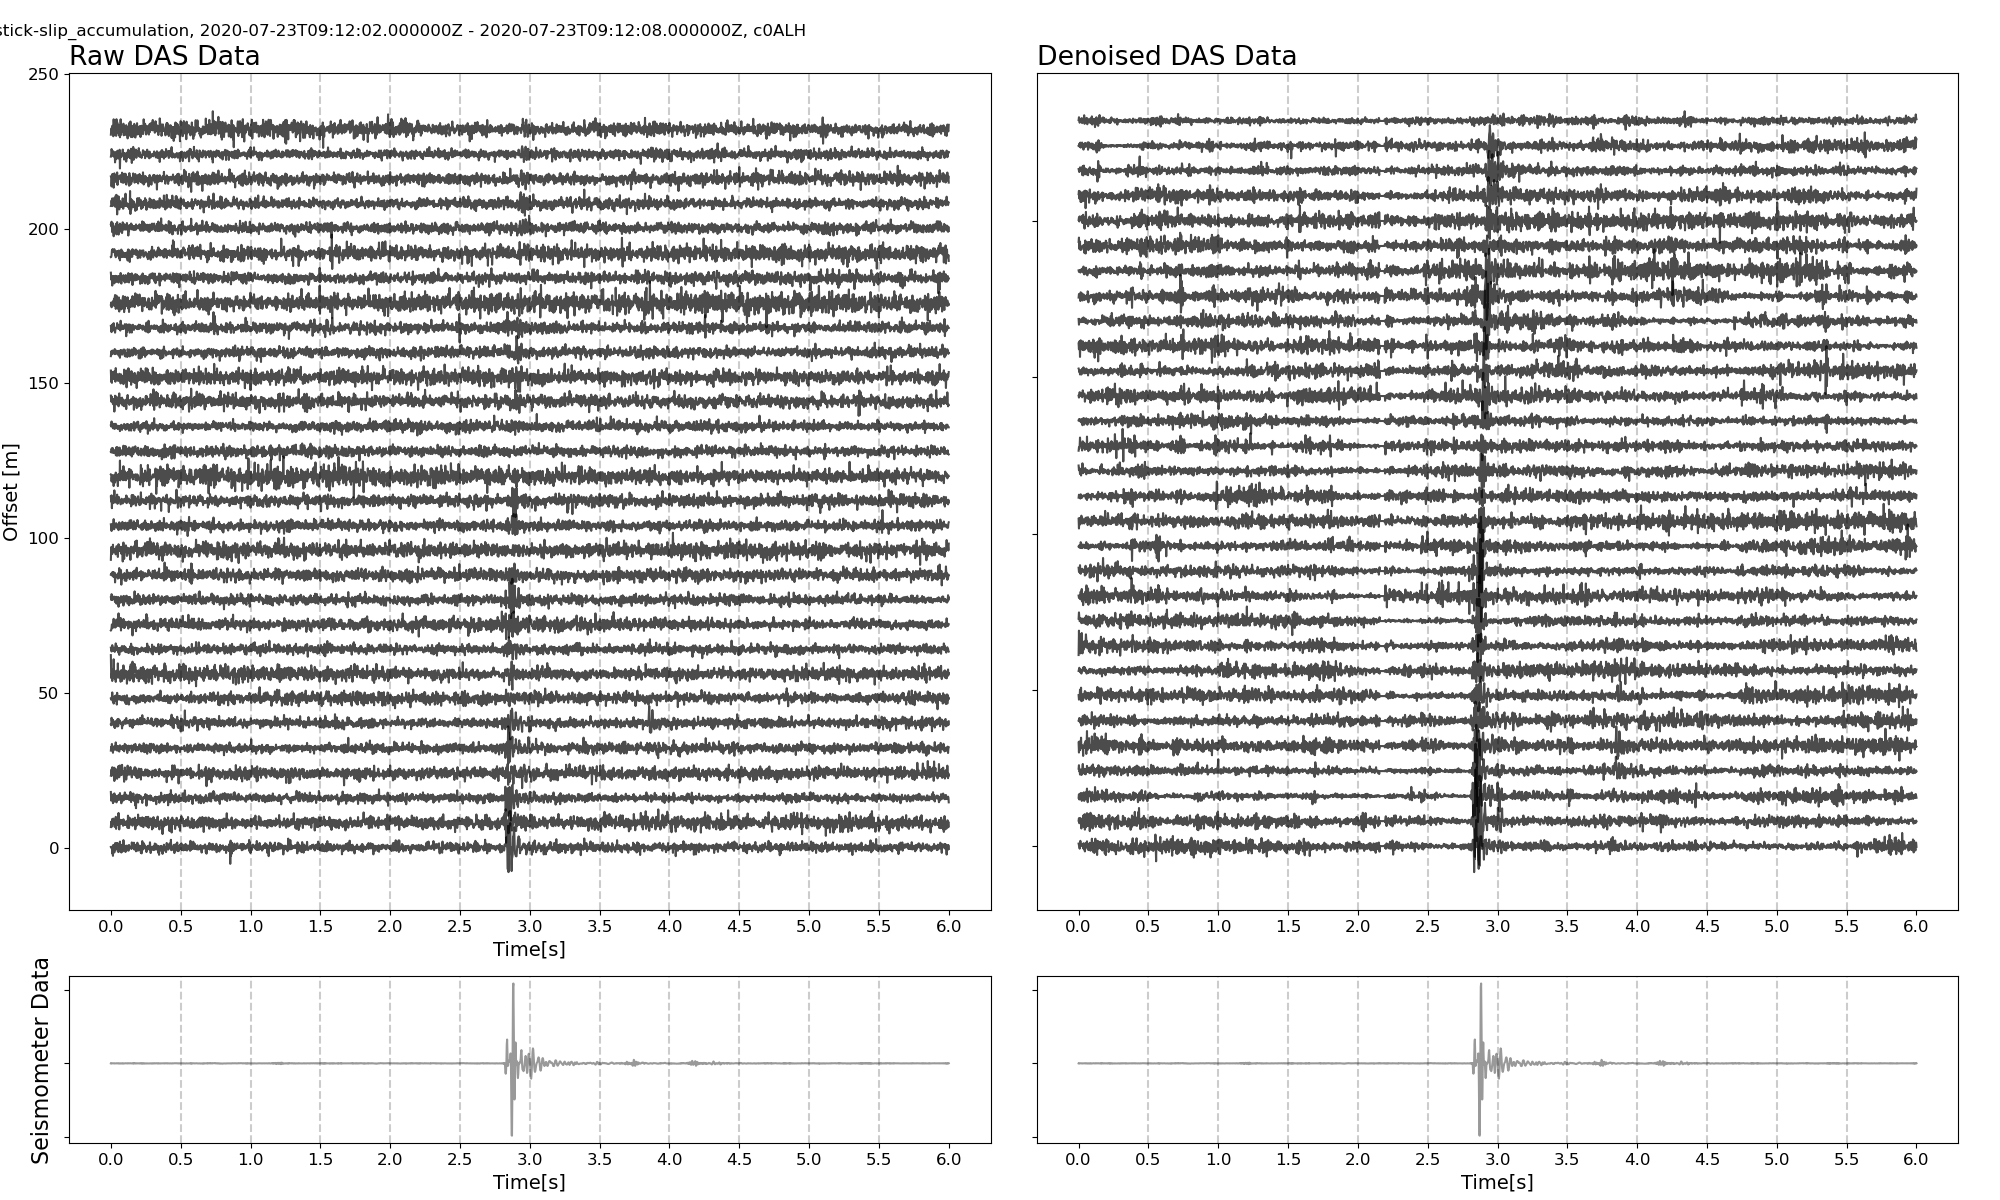 stick-slip_accumulation, 2020-07-23T09:12:02.000000Z - 2020-07-23T09:12:08.000000Z, c0ALH
Raw DAS Data
Denoised DAS Data
250
200
150
100
50
0
Offset [m]
0.0 0.5 1.0 1.5 2.0 2.5 3.0 3.5 4.0 4.5 5.0 5.5 6.0
Time[s]
0.0 0.5 1.0 1.5 2.0 2.5 3.0 3.5 4.0 4.5 5.0 5.5 6.0
Seismometer Data
0.0 0.5 1.0 1.5 2.0 2.5 3.0 3.5 4.0 4.5 5.0 5.5 6.0
Time[s]
0.0 0.5 1.0 1.5 2.0 2.5 3.0 3.5 4.0 4.5 5.0 5.5 6.0
Time[s]